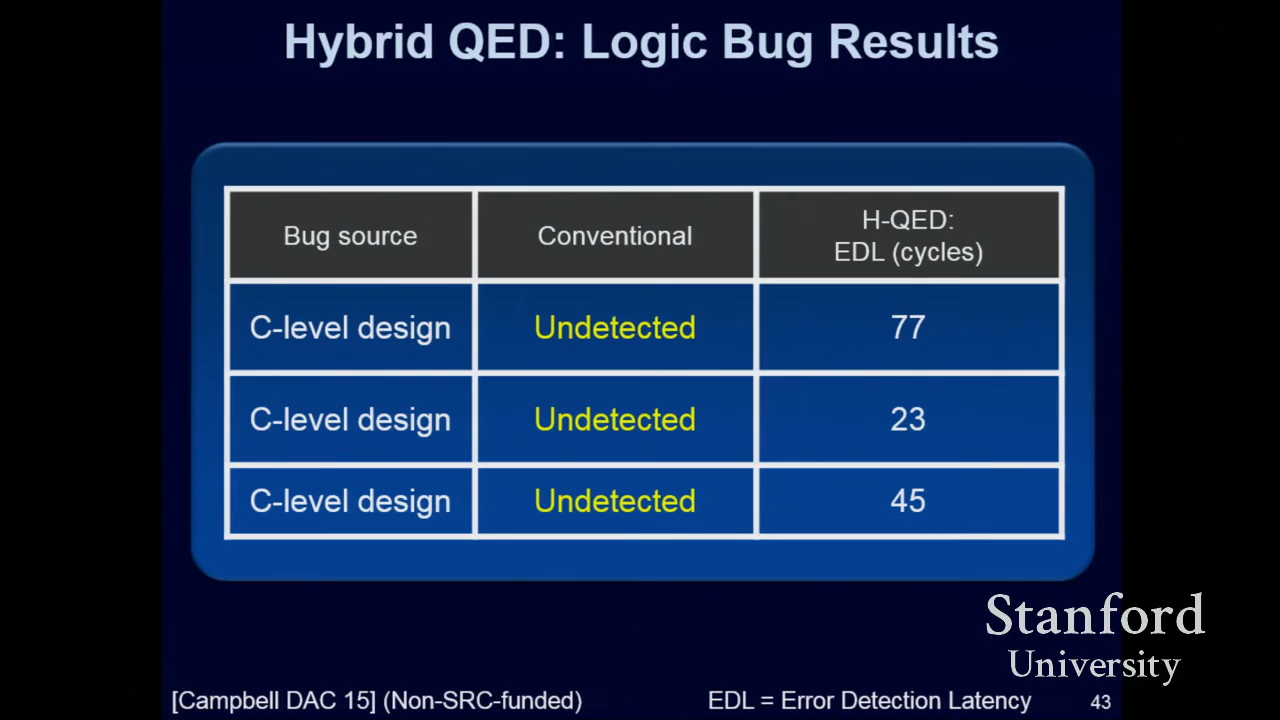 Hybrid QED: Logic Bug Results
Bug source
Conventional
H-QED:
EDL (cycles)
C-level design
Undetected
77
C-level design
Undetected
23
C-level design
Undetected
45
Stanford
University
[Campbell DAC 15] (Non-SRC-funded)
EDL = Error Detection Latency
43